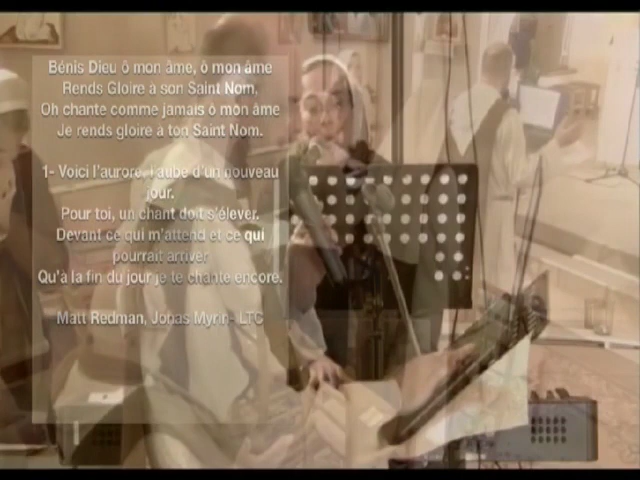 Bénis Dieu ô mon âme, ô mon âme
Rends Gloire à son Saint Nom,
Oh chante comme jamais ô mon âme
Je rends gloire à ton Saint Nom.
1- Voici l'aurore, l'aube d'un nouveau
jour.
Pour toi, un chant doit s'élever.
Devant ce qui m'attend et ce qui
pourrait arriver
Qu'à la fin du jour je te chante encore.
Matt Redman, Jonas Myrin- LTC